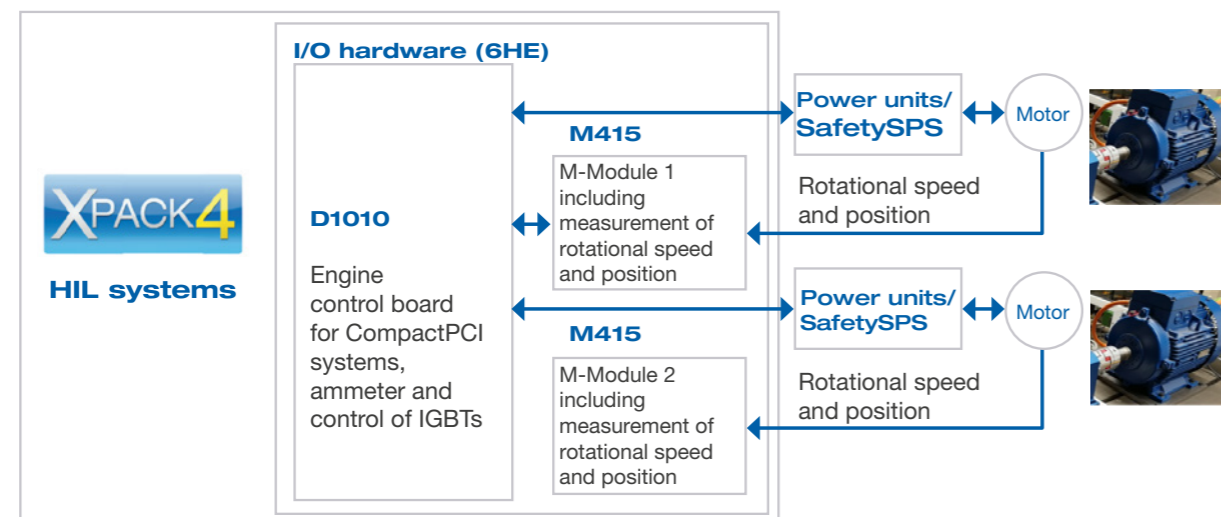 I/O hardware (6HE)
XPACK4
HIL systems
D1010
Engine
control board
for CompactPCI
systems,
ammeter and
control of IGBTs
M415
M-Module 1
including
measurement of
rotational speed
and position
Power units/
SafetySPS
Motor
Rotational speed
and position
M415
M-Module 2
including
measurement of
rotational speed
and position
Power units/
SafetySPS
Motor
Rotational speed
and position